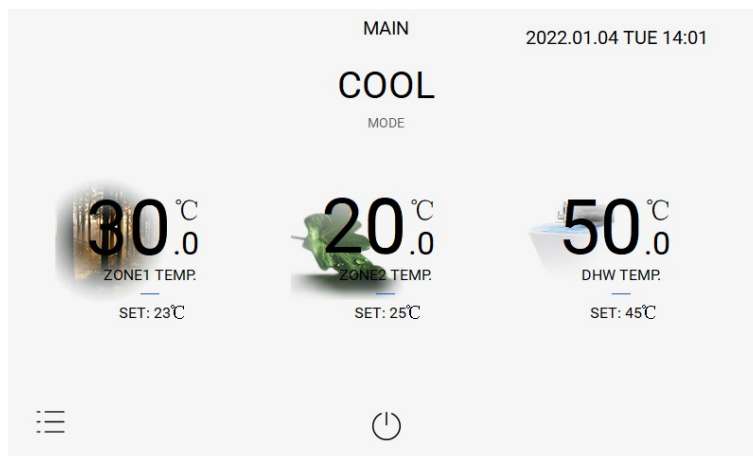 MAIN
2022.01.04 TUE 14:01
COOL
MODE
30.0℃
20.0℃
50.0℃
ZONE1 TEMP.
ZONE2 TEMP.
DHW TEMP.
SET: 23℃
SET: 25℃
SET: 45℃